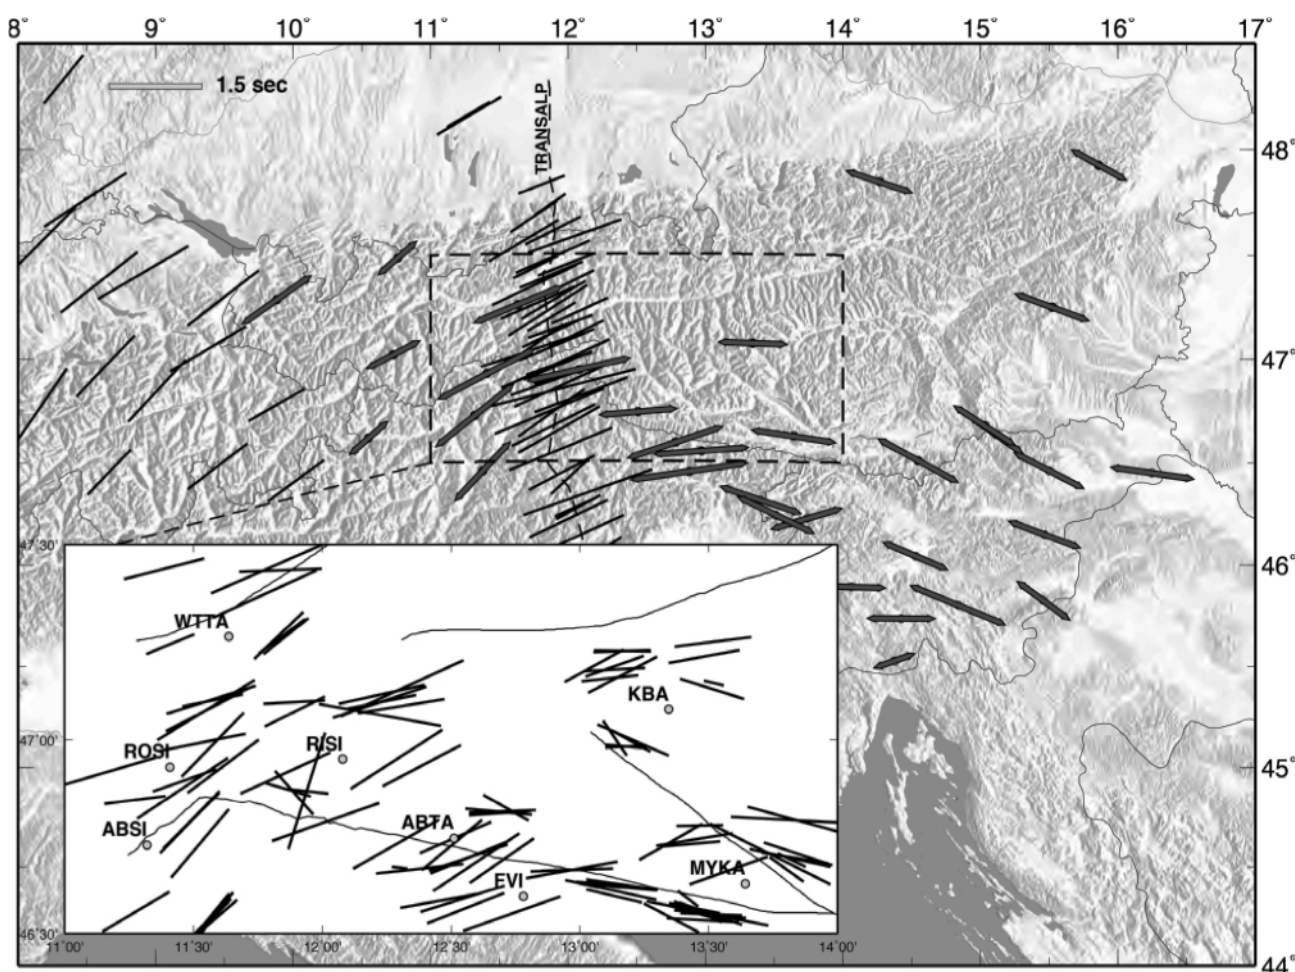 8° 9° 10° 11° 12° 13° 14° 15° 16° 17°
1.5 sec
TRANSALP
48°
47°
46°
45°
44°
47˚30'
WTTA
KBA
47˚00'
ROSI
RISI
ABSI
ABTA
MYKA
EVI
46˚30'
11˚00' 11˚30' 12˚00' 12˚30' 13˚00' 13˚30' 14˚00'